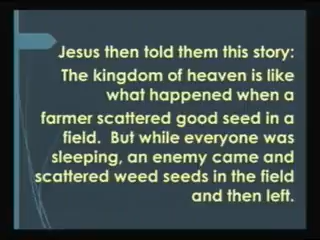 Jesus then told them this story:
The kingdom of heaven is like
what happened when a
farmer scattered good seed in a
field.  But while everyone was
sleeping, an enemy came and
scattered weed seeds in the field
and then left.